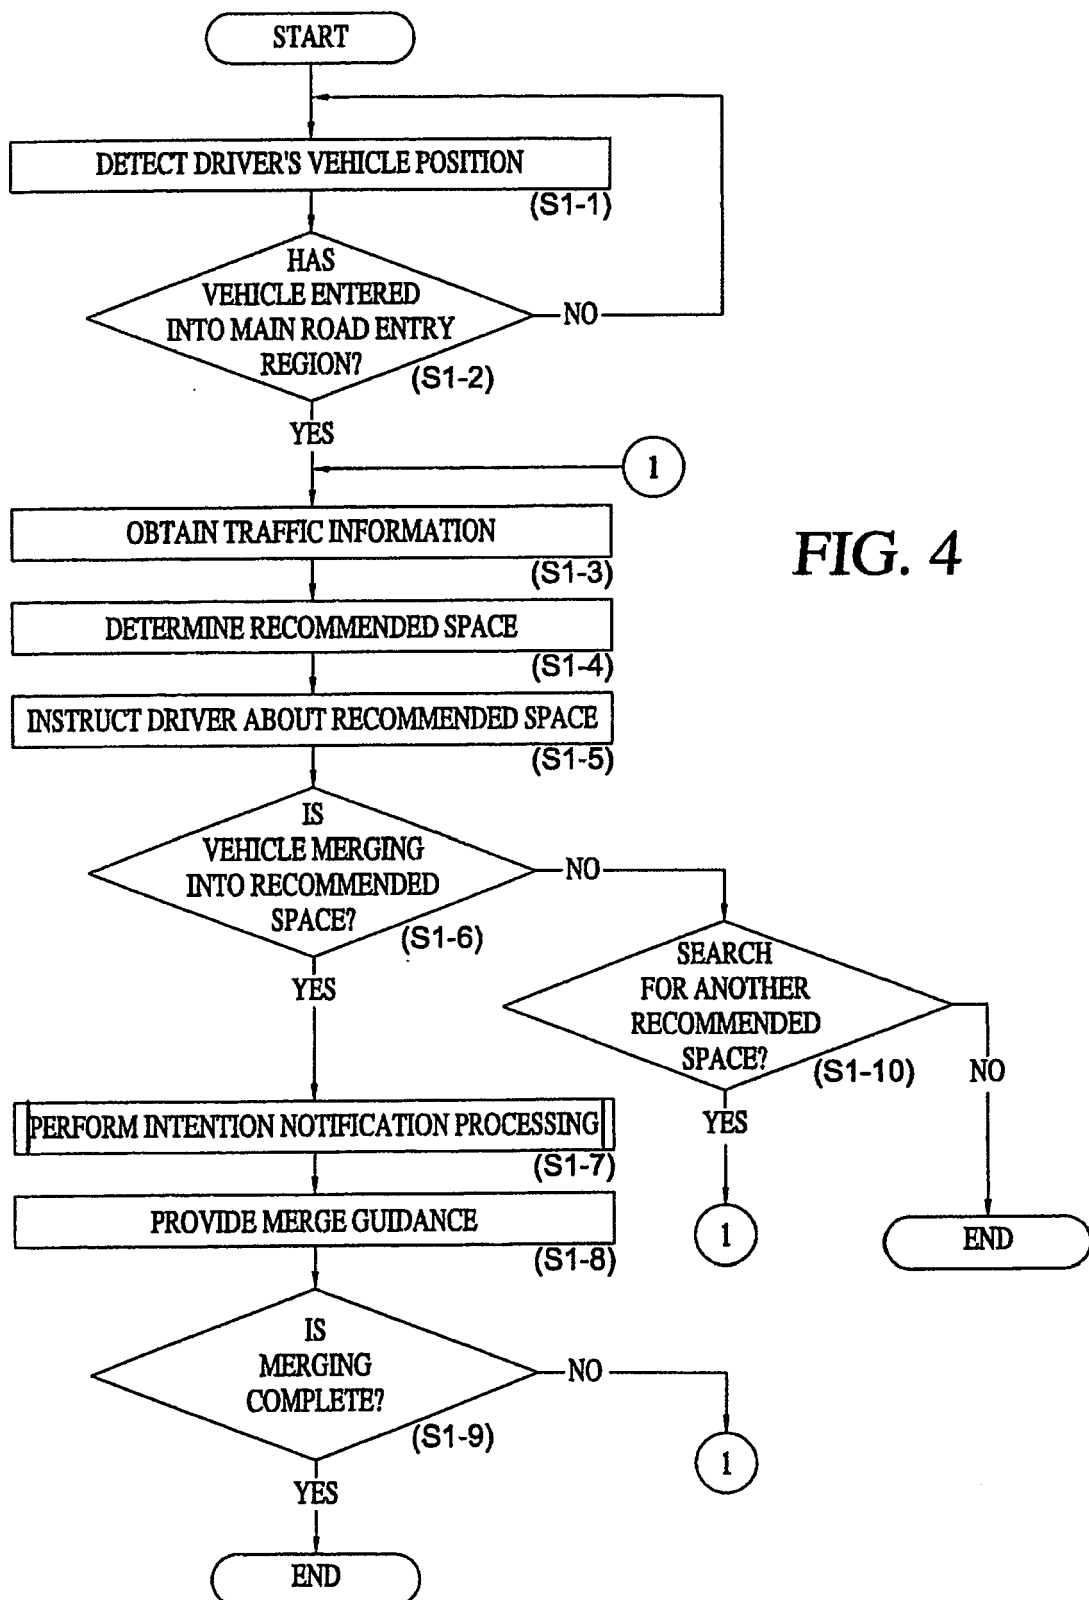 START
DETECT DRIVER'S VEHICLE POSITION
(S1-1)
HAS
VEHICLE ENTERED
INTO MAIN ROAD ENTRY
REGION?
(S1-2)
NO
YES
1
OBTAIN TRAFFIC INFORMATION
(S1-3)
FIG. 4
DETERMINE RECOMMENDED SPACE
(S1-4)
INSTRUCT DRIVER ABOUT RECOMMENDED SPACE
(S1-5)
IS
VEHICLE MERGING
INTO RECOMMENDED
SPACE?
(S1-6)
NO
YES
SEARCH
FOR ANOTHER
RECOMMENDED
SPACE?
(S1-10)
NO
YES
1
END
PERFORM INTENTION NOTIFICATION PROCESSING
(S1-7)
PROVIDE MERGE GUIDANCE
(S1-8)
IS
MERGING
COMPLETE?
(S1-9)
NO
1
YES
END